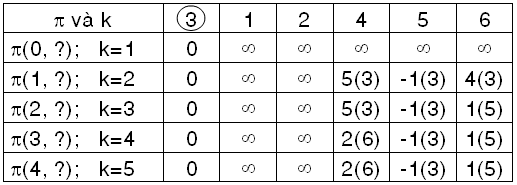 π và k 3 1 2 4 5 6
π(0, ?); k=1 0 ∞ ∞ ∞ ∞ ∞
π(1, ?); k=2 0 ∞ ∞ 5(3) -1(3) 4(3)
π(2, ?); k=3 0 ∞ ∞ 5(3) -1(3) 1(5)
π(3, ?); k=4 0 ∞ ∞ 2(6) -1(3) 1(5)
π(4, ?); k=5 0 ∞ ∞ 2(6) -1(3) 1(5)